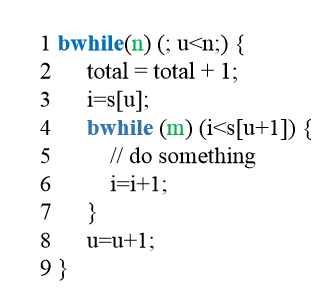 1 bwhile(n) (; u<n;) {
2 total = total + 1;
3 i=s[u];
4 bwhile (m) (i<s[u+1]) {
5 // do something
6 i=i+1;
7 }
8 u=u+1;
9 }